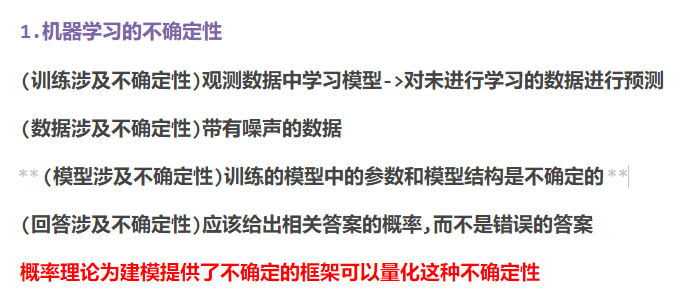 1.机器学习的不确定性
(训练涉及不确定性)观测数据中学习模型->对未进行学习的数据进行预测
(数据涉及不确定性)带有噪声的数据
**(模型涉及不确定性)训练的模型中的参数和模型结构是不确定的**
(回答涉及不确定性)应该给出相关答案的概率,而不是错误的答案
概率理论为建模提供了不确定的框架可以量化这种不确定性